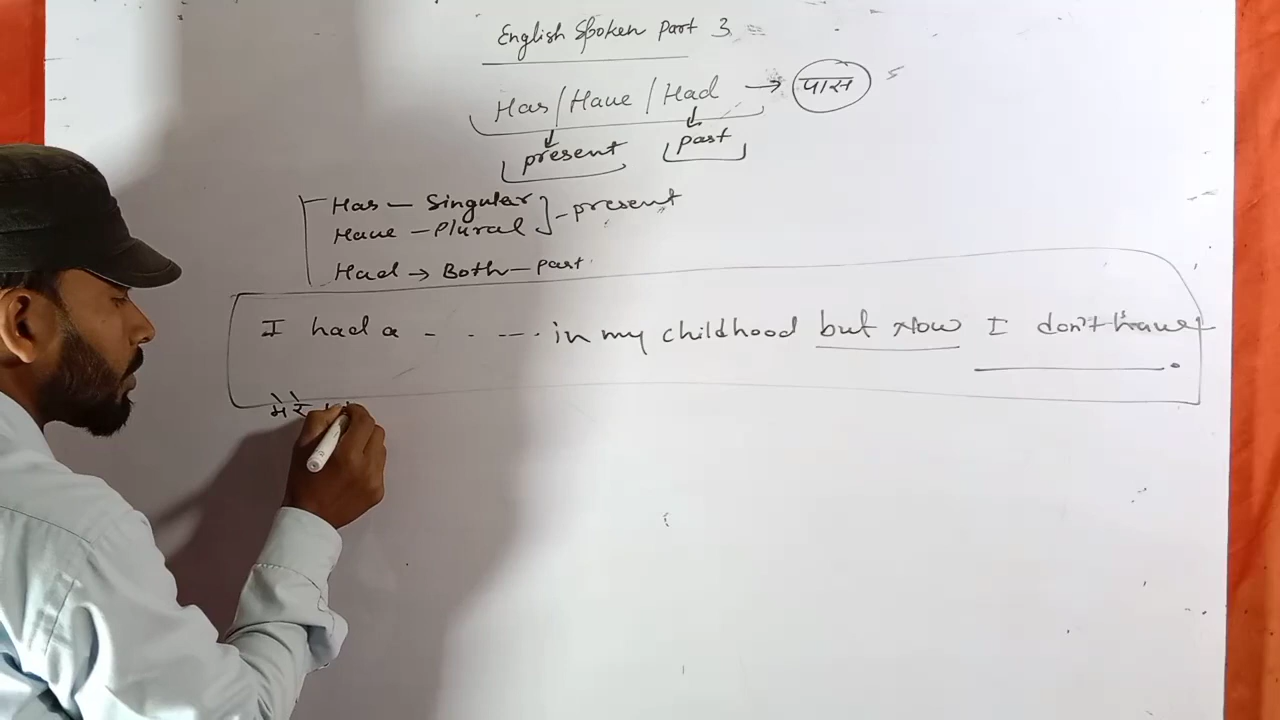 English Spoken Part 3
Has/Have/Had → पास
present past
Has – Singular
Have – Plural
present
Had → Both – past
I had a - - --- in my childhood but now I don't have
मेरे